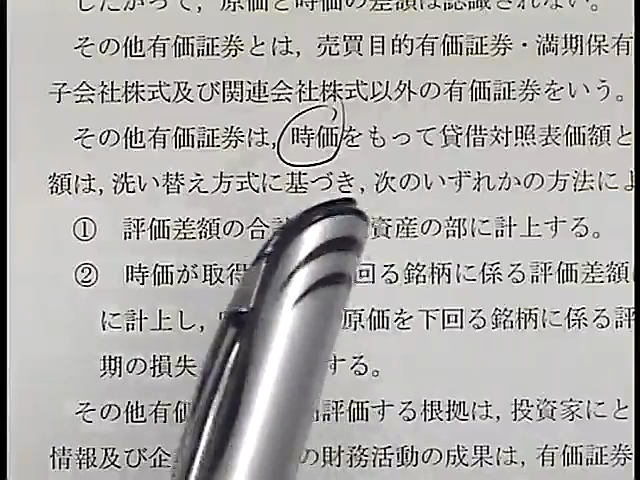 したがって，原価と時価の差額は認識されない。
その他有価証券とは，売買目的有価証券・満期保有
子会社株式及び関連会社株式以外の有価証券をいう。
その他有価証券は，時価をもって貸借対照表価額と
額は，洗い替え方式に基づき，次のいずれかの方法によ
① 評価差額の合 資産の部に計上する。
② 時価が取得 回る銘柄に係る評価差額
に計上し， 原価を下回る銘柄に係る評
期の損失 する。
その他有価 評価する根拠は，投資家にと
情報及び企 の財務活動の成果は，有価証券